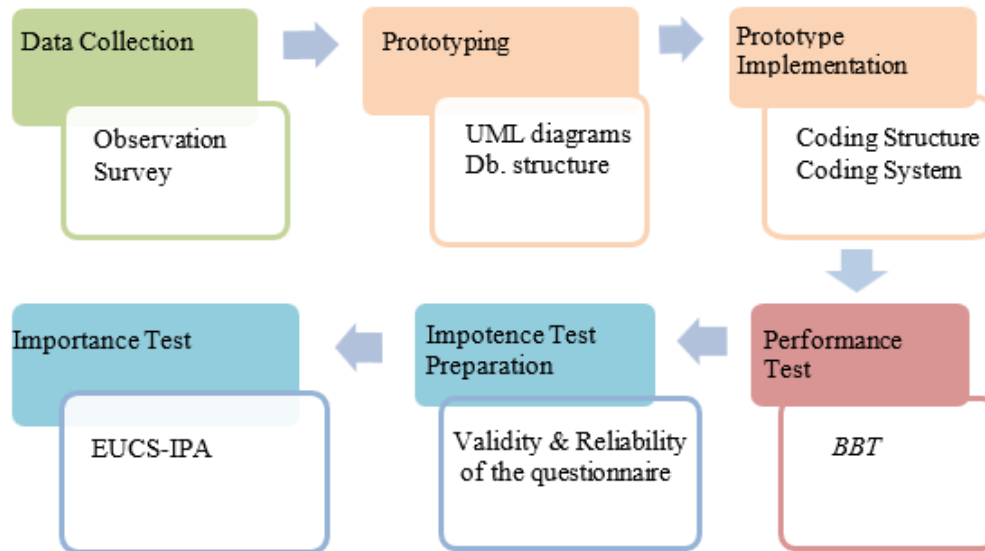 Data Collection
Observation
Survey
Prototyping
UML diagrams
Db. structure
Prototype
Implementation
Coding Structure
Coding System
Performance
Test
BBT
Impotence Test
Preparation
Validity & Reliability
of the questionnaire
Importance Test
EUCS-IPA